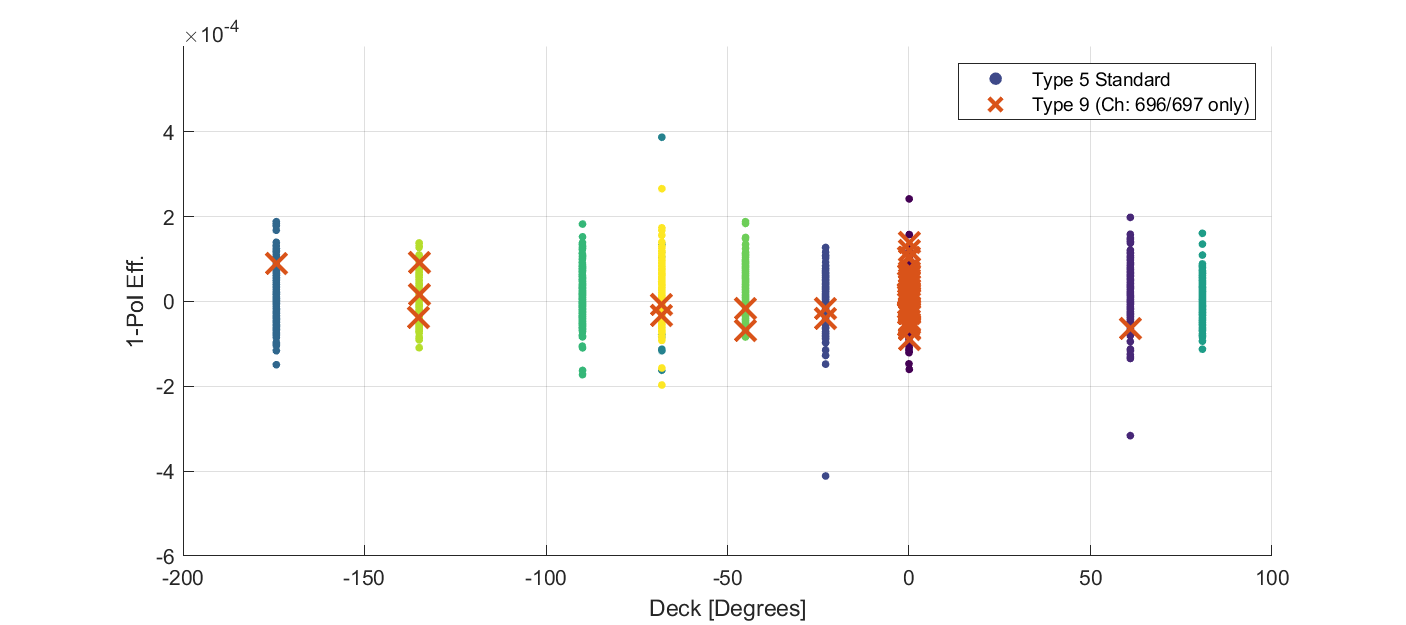 ×10-4
Type 5 Standard
Type 9 (Ch: 696/697 only)
4
2
0
-2
-4
-6
1-Pol Eff.
-200 -150 -100 -50 0 50 100
Deck [Degrees]